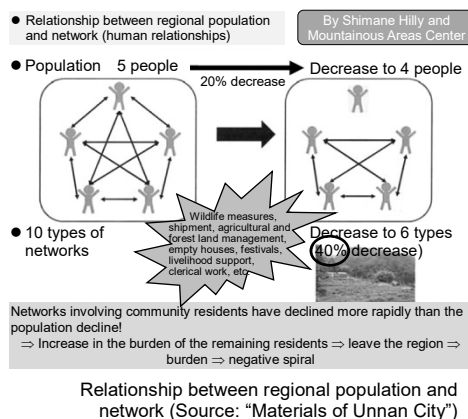 ● Relationship between regional population
and network (human relationships)
By Shimane Hilly and
Mountainous Areas Center
● Population 5 people
20% decrease
Decrease to 4 people
● 10 types of
networks
Wildlife measures,
shipment, agricultural and
forest land management,
empty houses, festivals,
livelihood support,
clerical work, etc.
Decrease to 6 types
(40% decrease)
Networks involving community residents have declined more rapidly than the
population decline!
⇒ Increase in the burden of the remaining residents ⇒ leave the region ⇒
burden ⇒ negative spiral
Relationship between regional population and
network (Source: “Materials of Unnan City”)